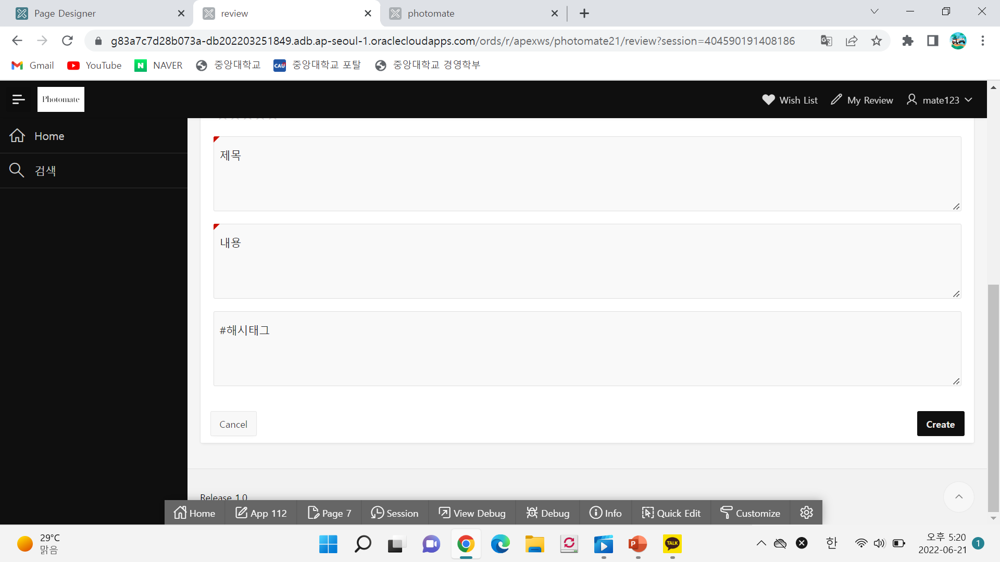 Page Designer
review
photomate
g83a7c7d28b073a-db202203251849.adb.ap-seoul-1.oraclecloudapps.com/ords/r/apexws/photomate21/review?session=404590191408186
Gmail
YouTube
N NAVER
중앙대학교
CAU 중앙대학교 포탈
중앙대학교 경영학부
Photomate
Wish List
My Review
mate123
Home
검색
제목
내용
#해시태그
Cancel
Create
Release 1.0
Home
App 112
Page 7
Session
View Debug
Debug
Info
Quick Edit
Customize
29°C
맑음
P
TALK
한
오후 5:20
2022-06-21
1